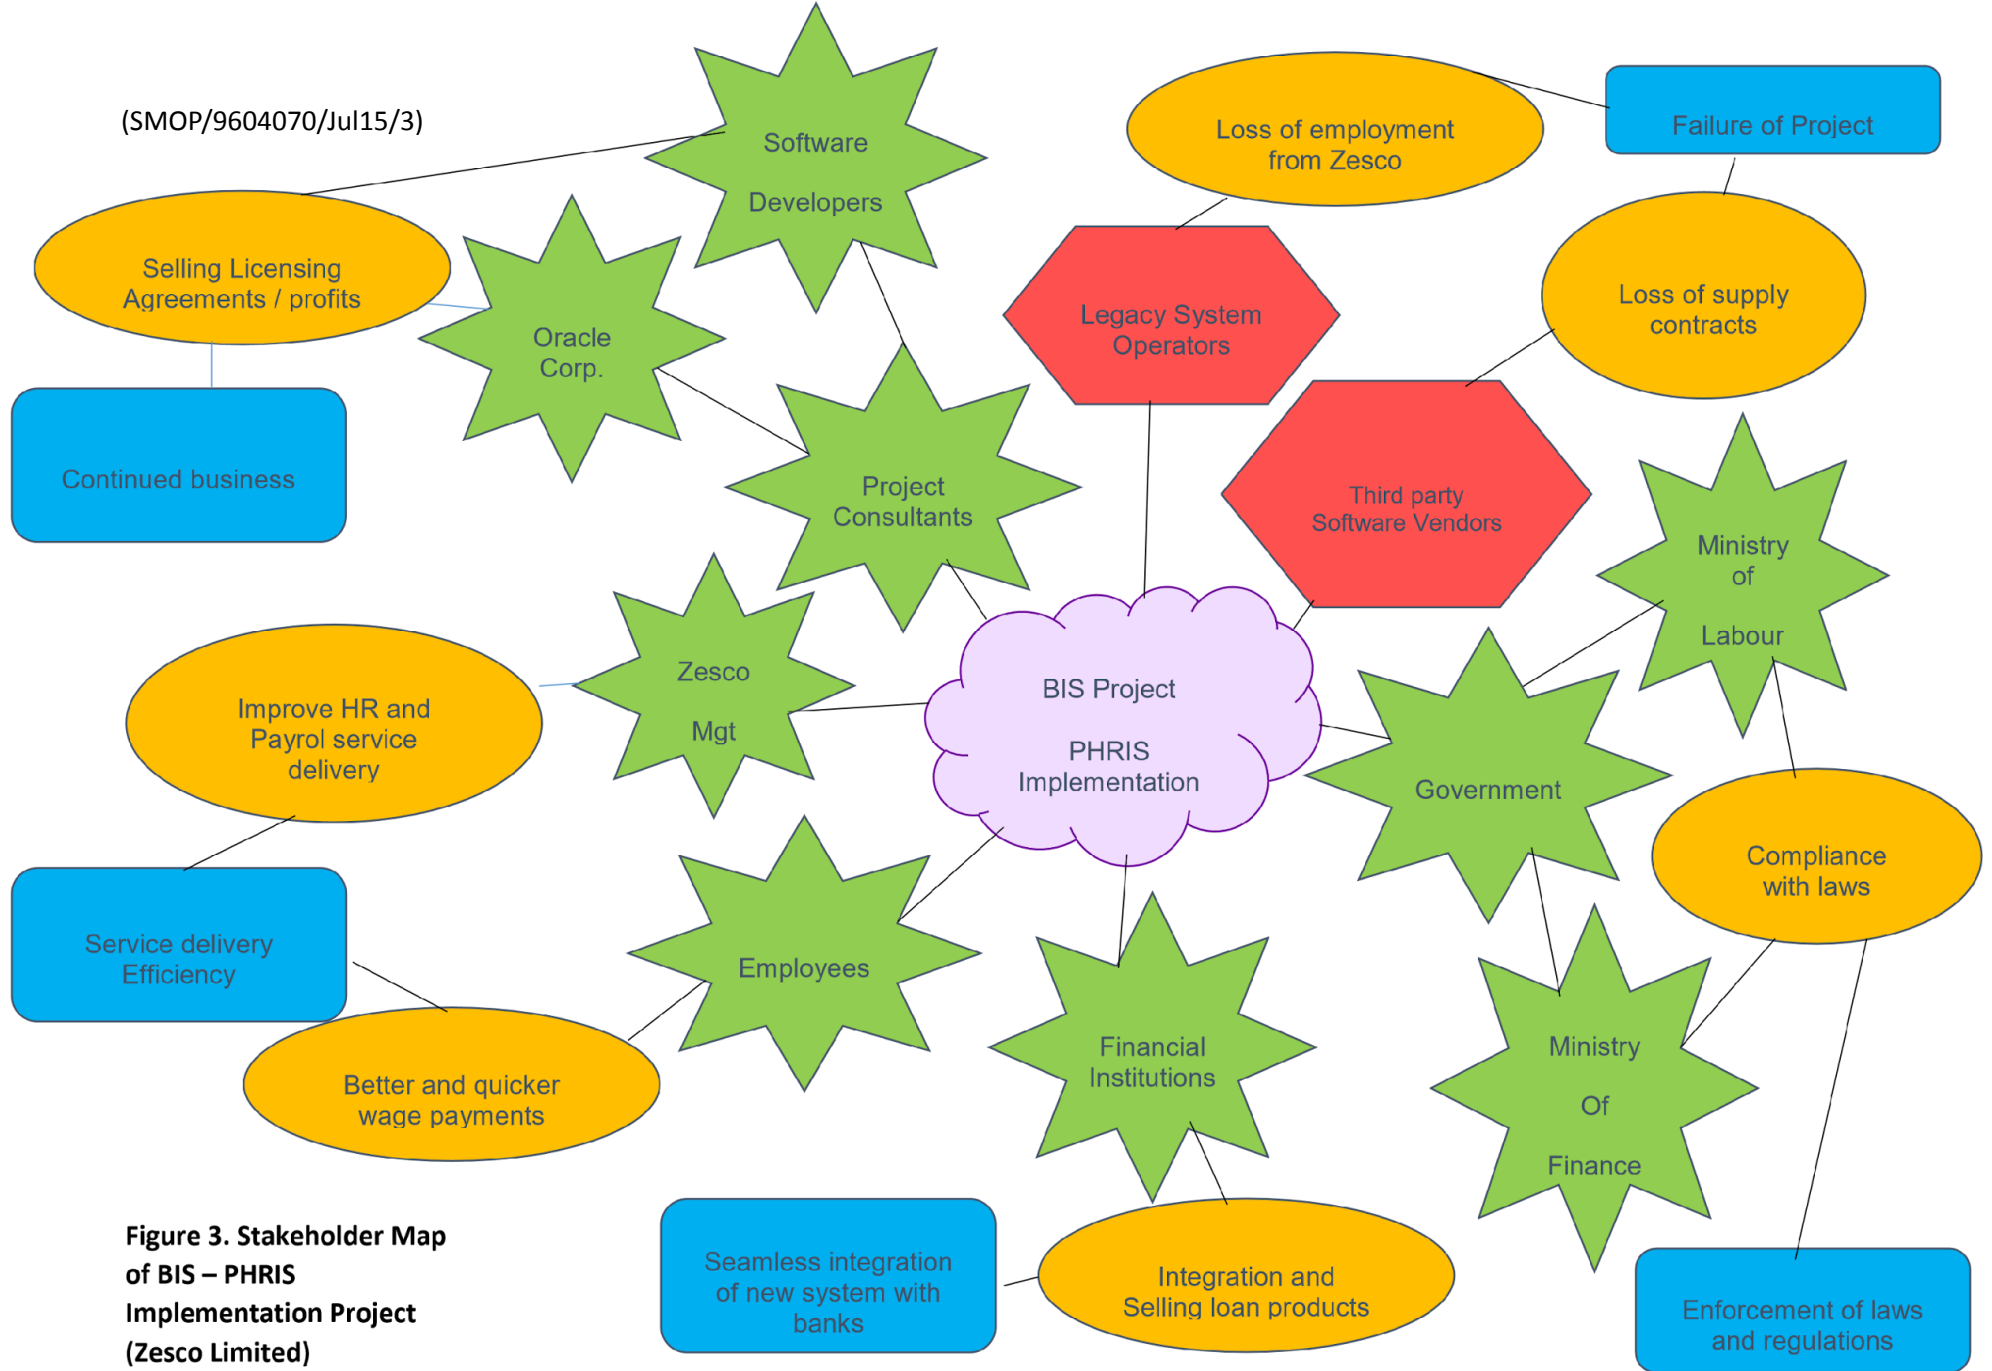 (SMOP/9604070/Jul15/3)
Software
Developers
Loss of employment
from Zesco
Failure of Project
Selling Licensing
Agreements / profits
Oracle
Corp.
Legacy System
Operators
Loss of supply
contracts
Continued business
Project
Consultants
Third party
Software Vendors
Ministry
of
Labour
Improve HR and
Payrol service
delivery
Zesco
Mgt
BIS Project
PHRIS
Implementation
Government
Compliance
with laws
Service delivery
Efficiency
Employees
Better and quicker
wage payments
Financial
Institutions
Ministry
Of
Finance
Figure 3. Stakeholder Map
of BIS – PHRIS
Implementation Project
(Zesco Limited)
Seamless integration
of new system with
banks
Integration and
Selling loan products
Enforcement of laws
and regulations